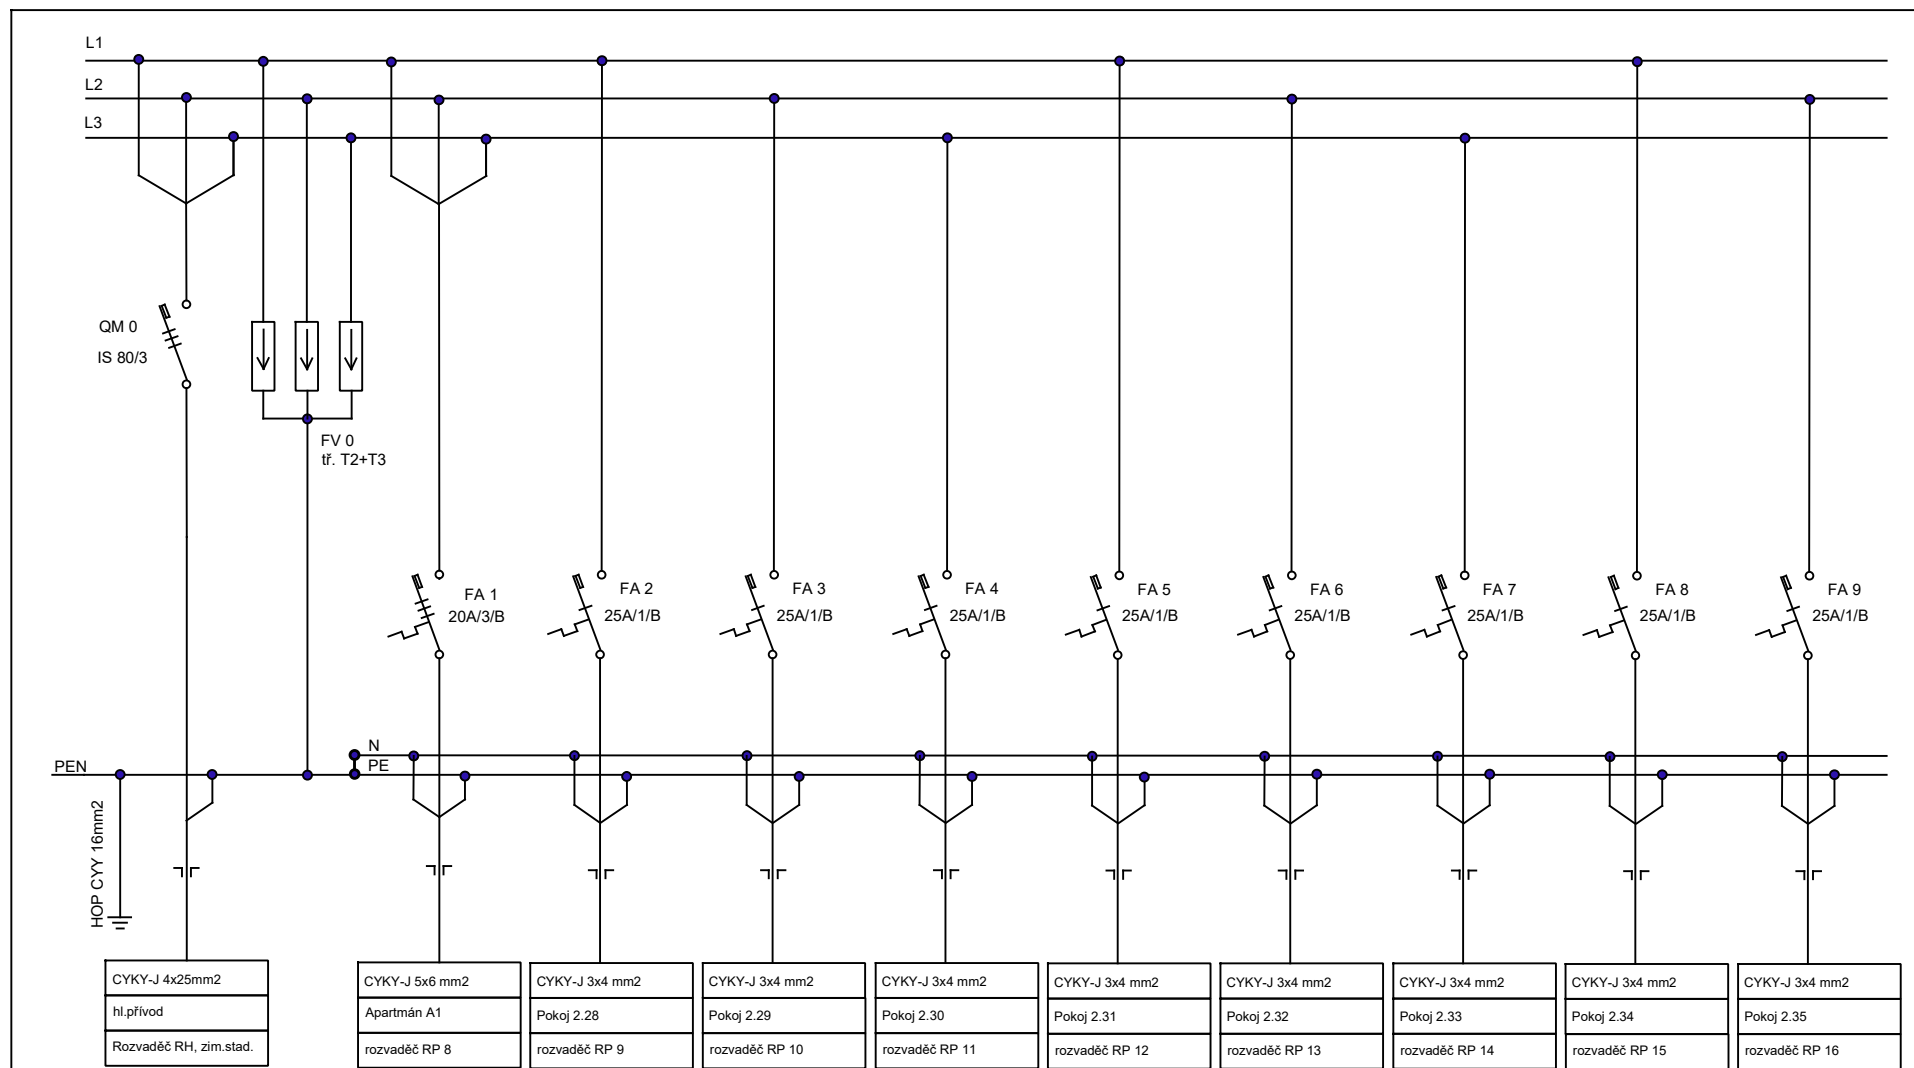 L1
L2
L3
QM 0
IS 80/3
FV 0
tř. T2+T3
FA 1
20A/3/B
FA 2
25A/1/B
FA 3
25A/1/B
FA 4
25A/1/B
FA 5
25A/1/B
FA 6
25A/1/B
FA 7
25A/1/B
FA 8
25A/1/B
FA 9
25A/1/B
N
PE
PEN
HOP CYY 16mm2
CYKY-J 4x25mm2
hl.přívod
Rozvaděč RH, zim.stad.
CYKY-J 5x6 mm2
Apartmán A1
rozvaděč RP 8
CYKY-J 3x4 mm2
Pokoj 2.28
rozvaděč RP 9
CYKY-J 3x4 mm2
Pokoj 2.29
rozvaděč RP 10
CYKY-J 3x4 mm2
Pokoj 2.30
rozvaděč RP 11
CYKY-J 3x4 mm2
Pokoj 2.31
rozvaděč RP 12
CYKY-J 3x4 mm2
Pokoj 2.32
rozvaděč RP 13
CYKY-J 3x4 mm2
Pokoj 2.33
rozvaděč RP 14
CYKY-J 3x4 mm2
Pokoj 2.34
rozvaděč RP 15
CYKY-J 3x4 mm2
Pokoj 2.35
rozvaděč RP 16